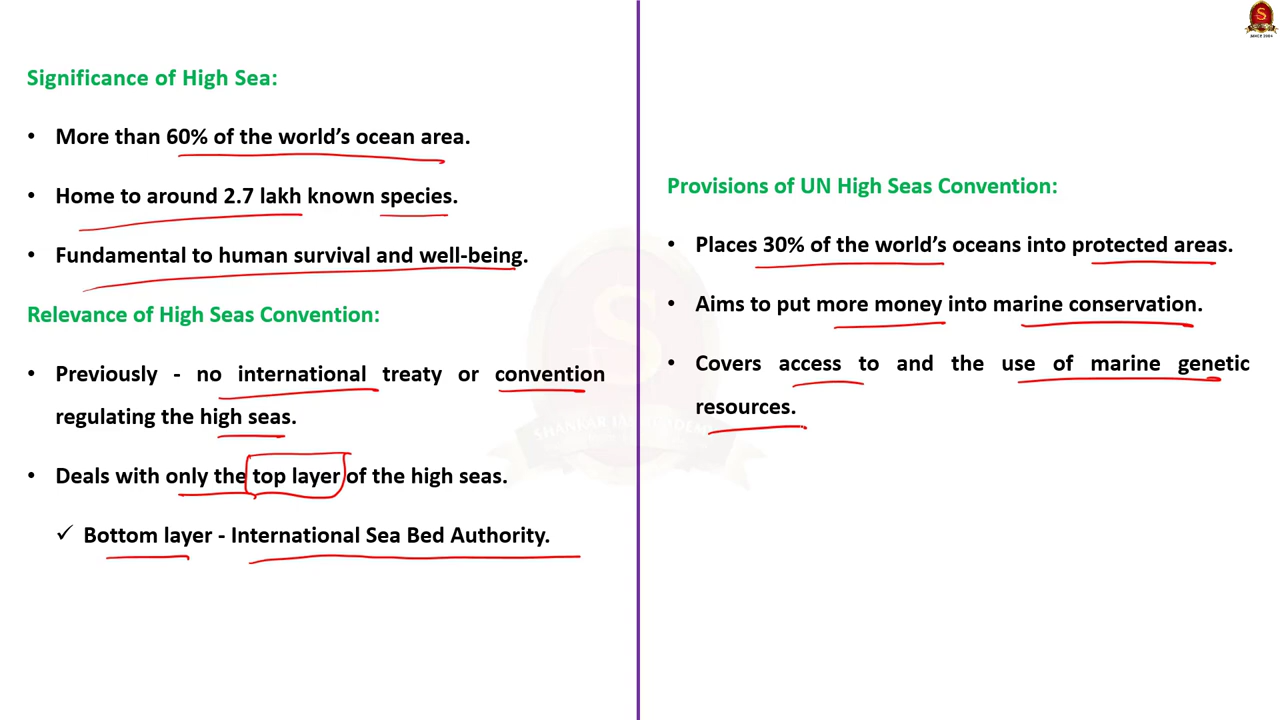 Significance of High Sea:
• More than 60% of the world's ocean area.
• Home to around 2.7 lakh known species.
• Fundamental to human survival and well-being.
Relevance of High Seas Convention:
• Previously - no international treaty or convention
regulating the high seas.
• Deals with only the top layer of the high seas.
✓ Bottom layer - International Sea Bed Authority.
Provisions of UN High Seas Convention:
• Places 30% of the world's oceans into protected areas.
• Aims to put more money into marine conservation.
• Covers access to and the use of marine genetic
resources.
S
SINCE 2004